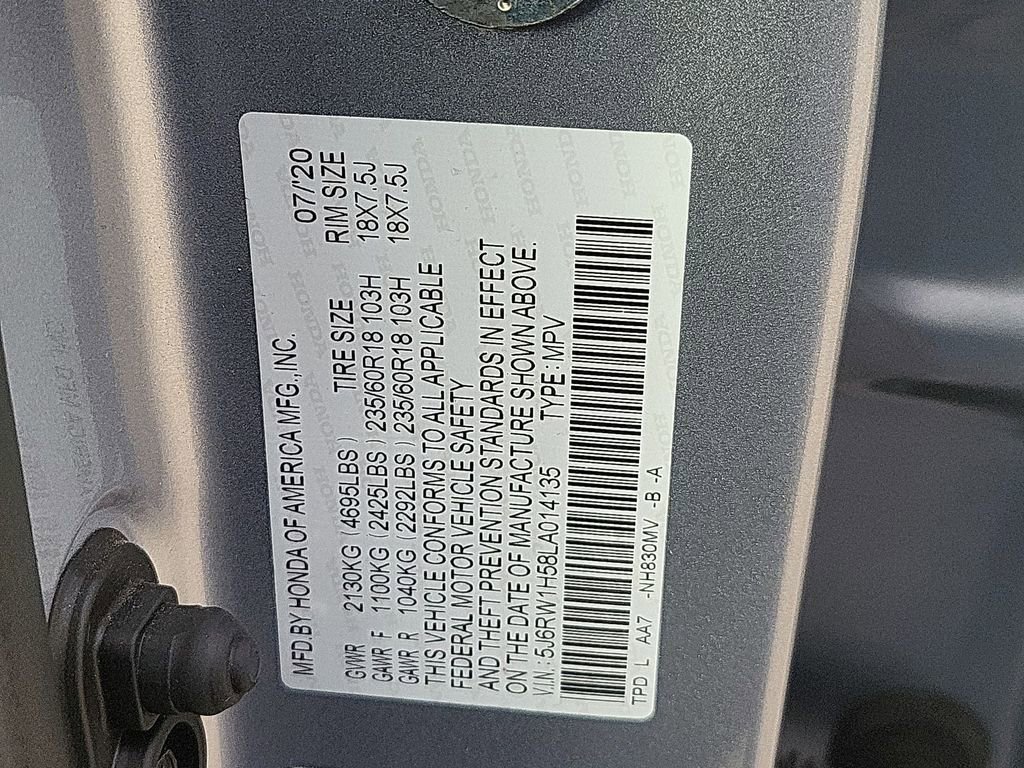 MFD.BY HONDA OF AMERICA MFG.,INC. 07/'20
GVWR 2130KG (4695LBS) TIRE SIZE RIM SIZE
GAWR F 1100KG (2425LBS) 235/60R18 103H 18X7.5J
GAWR R 1040KG (2292LBS) 235/60R18 103H 18X7.5J
THIS VEHICLE CONFORMS TO ALL APPLICABLE
FEDERAL MOTOR VEHICLE SAFETY
AND THEFT PREVENTION STANDARDS IN EFFECT
ON THE DATE OF MANUFACTURE SHOWN ABOVE.
V.I.N.: 5J6RW1H58LA014135 TYPE: MPV
TPD L AA7 -NH830MV -B -A